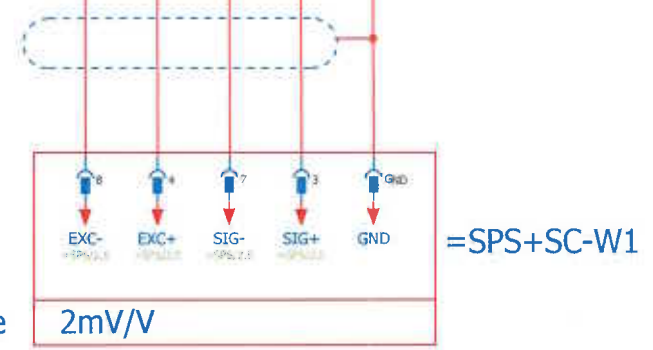 8 4 7 3 GND
EXC- EXC+ SIG- SIG+ GND
=SPS+SC-W1
e 2mV/V